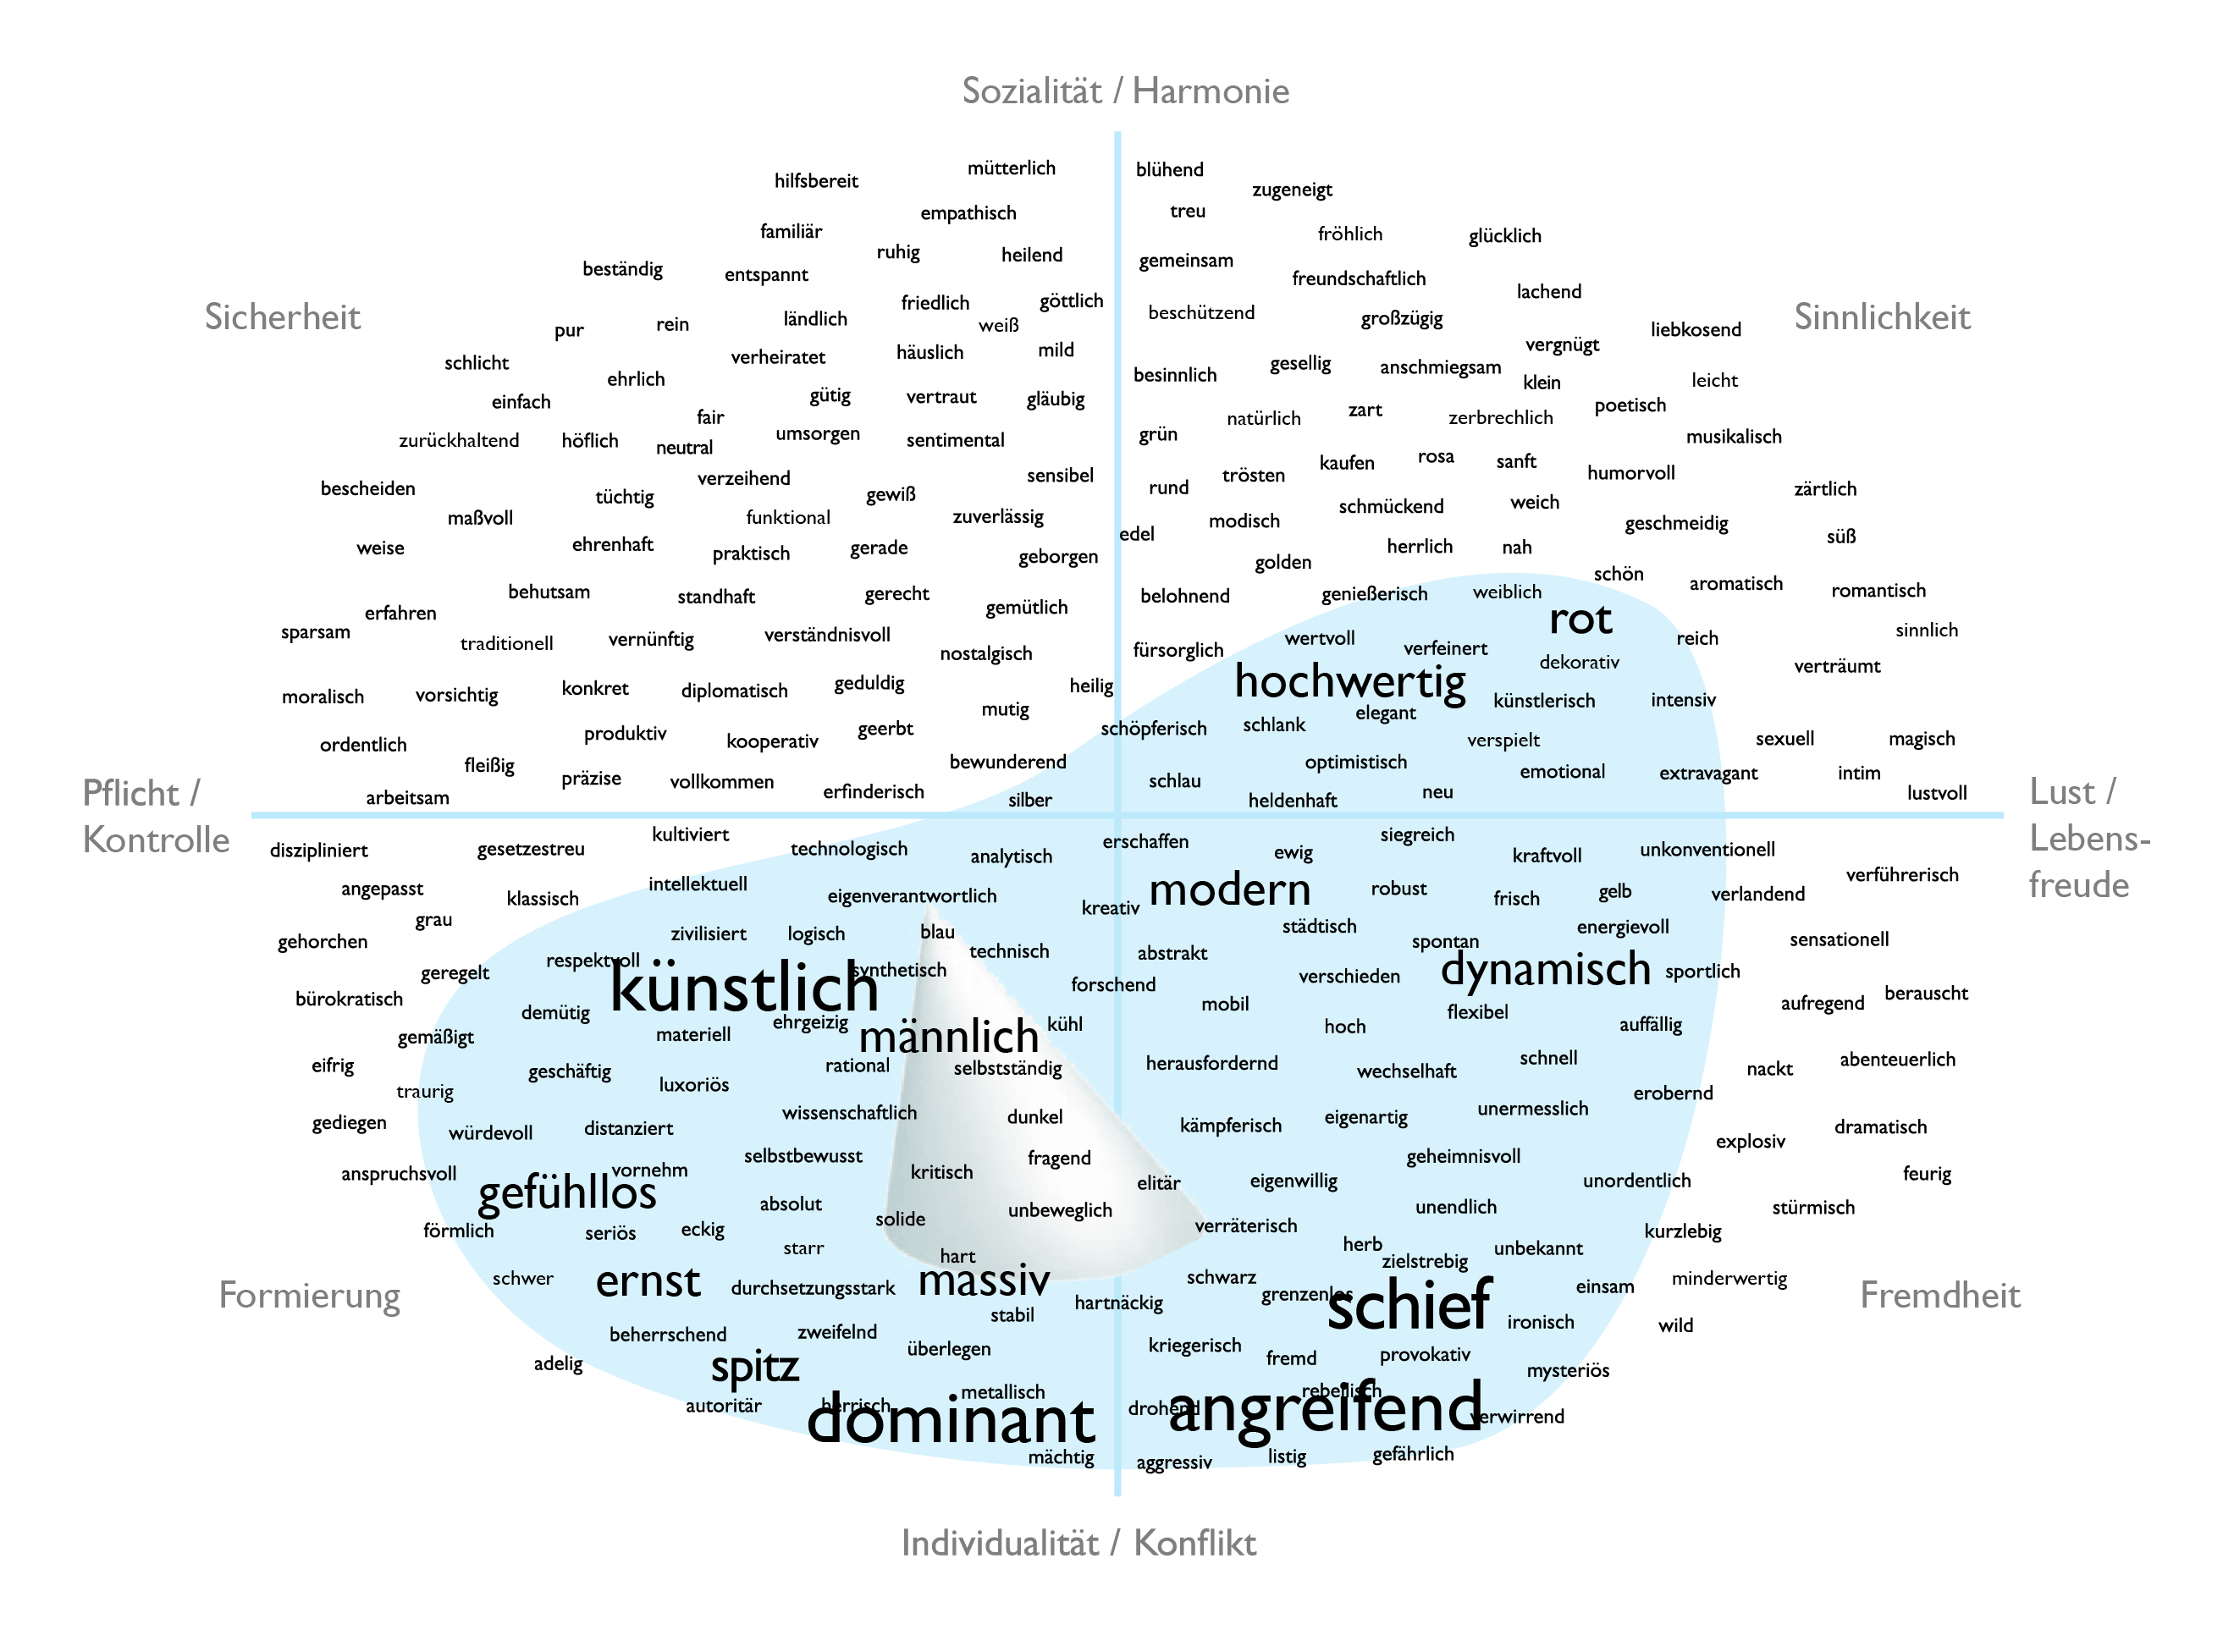 Sozialität / Harmonie
mütterlich
blühend
hilfsbereit
zugeneigt
empathisch
treu
familiär
fröhlich
glücklich
ruhig
heilend
gemeinsam
beständig
entspannt
freundschaftlich
lachend
friedlich
göttlich
beschützend
Sicherheit
ländlich
weiß
großzügig
Sinnlichkeit
pur
rein
liebkosend
schlicht
verheiratet
häuslich
mild
vergnügt
ehrlich
besinnlich
gesellig
anschmiegsam
klein
leicht
einfach
gütig
vertraut
gläubig
poetisch
fair
natürlich
zart
zerbrechlich
zurückhaltend
höflich
neutral
umsorgen
sentimental
grün
musikalisch
verzeihend
sensibel
trösten
kaufen
rosa
sanft
humorvoll
bescheiden
tüchtig
gewiß
rund
zärtlich
maßvoll
funktional
zuverlässig
modisch
schmückend
weich
geschmeidig
edel
süß
weise
ehrenhaft
praktisch
gerade
geborgen
golden
herrlich
nah
schön
aromatisch
behutsam
standhaft
gerecht
gemütlich
belohnend
genießerisch
weiblich
romantisch
erfahren
rot
sparsam
traditionell
vernünftig
verständnisvoll
nostalgisch
fürsorglich
wertvoll
verfeinert
reich
sinnlich
dekorativ
verträumt
hochwertig
moralisch
vorsichtig
konkret
diplomatisch
geduldig
heilig
künstlerisch
intensiv
mutig
elegant
produktiv
kooperativ
geerbt
schöpferisch
schlank
verspielt
sexuell
magisch
ordentlich
fleißig
präzise
vollkommen
bewunderend
optimistisch
emotional
extravagant
intim
Pflicht /
Kontrolle
arbeitsam
erfinderisch
silber
schlau
heldenhaft
neu
lustvoll
Lust /
Lebens-
freude
diszipliniert
gesetzestreu
kultiviert
technologisch
analytisch
erschaffen
ewig
siegreich
kraftvoll
unkonventionell
angepasst
klassisch
intellektuell
eigenverantwortlich
modern
robust
frisch
gelb
verlandend
verführerisch
grau
kreativ
gehorchen
zivilisiert
logisch
blau
technisch
abstrakt
städtisch
spontan
energievoll
sensationell
geregelt
respektvoll
künstlich
synthetisch
forschend
verschieden
dynamisch
sportlich
bürokratisch
demütig
mobil
aufregend
berauscht
gemäßigt
materiell
ehrgeizig
männlich
kühl
hoch
flexibel
auffällig
eifrig
geschäftig
rational
selbstständig
herausfordernd
wechselhaft
schnell
nackt
abenteuerlich
traurig
luxoriös
erobernd
gediegen
würdevoll
distanziert
wissenschaftlich
dunkel
kämpferisch
eigenartig
unermesslich
explosiv
dramatisch
anspruchsvoll
vornehm
selbstbewusst
kritisch
fragend
elitär
eigenwillig
geheimnisvoll
unordentlich
feurig
gefühllos
absolut
unbeweglich
unendlich
stürmisch
förmlich
seriös
eckig
solide
verräterisch
kurzlebig
starr
hart
herb
zielstrebig
unbekannt
Formierung
schwer
ernst
durchsetzungsstark
massiv
schwarz
grenzenlos
schief
einsam
minderwertig
Fremdheit
stabil
hartnäckig
ironisch
wild
beherrschend
zweifelnd
überlegen
kriegerisch
fremd
provokativ
mysteriös
adelig
spitz
metallisch
rebellisch
autoritär
herrisch
dominant
drohend
angreifend
verwirrend
mächtig
aggressiv
listig
gefährlich
Individualität / Konflikt